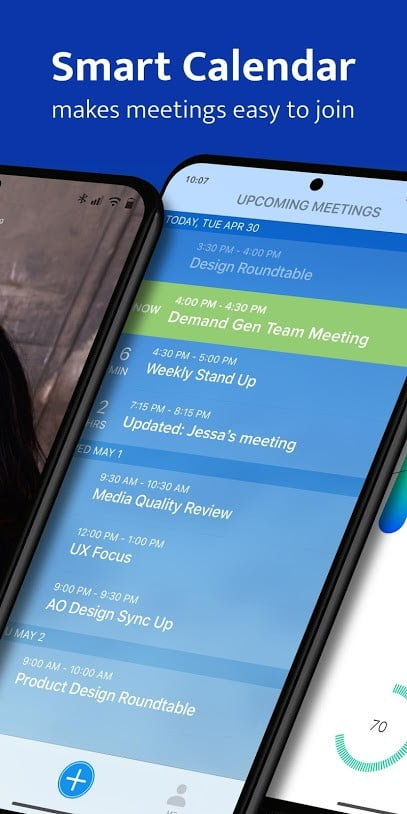 Smart Calendar
makes meetings easy to join
10:07
UPCOMING MEETINGS
TODAY, TUE APR 30
3:30 PM - 4:00 PM
Design Roundtable
NOW
4:00 PM - 4:30 PM
Demand Gen Team Meeting
6
MIN
4:30 PM - 5:00 PM
Weekly Stand Up
2
HRS
7:15 PM - 8:15 PM
Updated: Jessa's meeting
ED MAY 1
9:30 AM - 10:30 AM
Media Quality Review
12:00 PM - 1:00 PM
UX Focus
9:00 PM - 9:30 PM
AO Design Sync Up
U MAY 2
9:00 AM - 10:00 AM
Product Design Roundtable
70